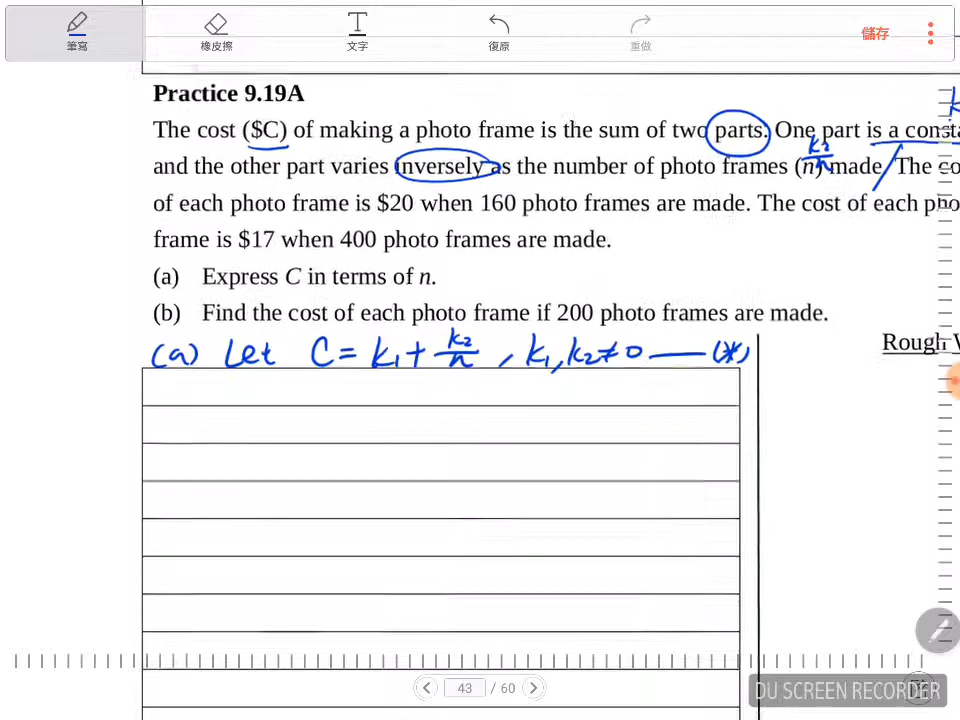 筆寫 橡皮擦 T 文字 復原 重做 儲存
Practice 9.19A
The cost ($C) of making a photo frame is the sum of two parts. One part is a consta
and the other part varies inversely as the number of photo frames (n) made. The co
k₂/n
of each photo frame is $20 when 160 photo frames are made. The cost of each pho
frame is $17 when 400 photo frames are made.
(a) Express C in terms of n.
(b) Find the cost of each photo frame if 200 photo frames are made.
(a) Let C = k₁ + k₂/n , k₁, k₂ ≠ 0 — (*)
Rough
43 / 60
DU SCREEN RECORDER